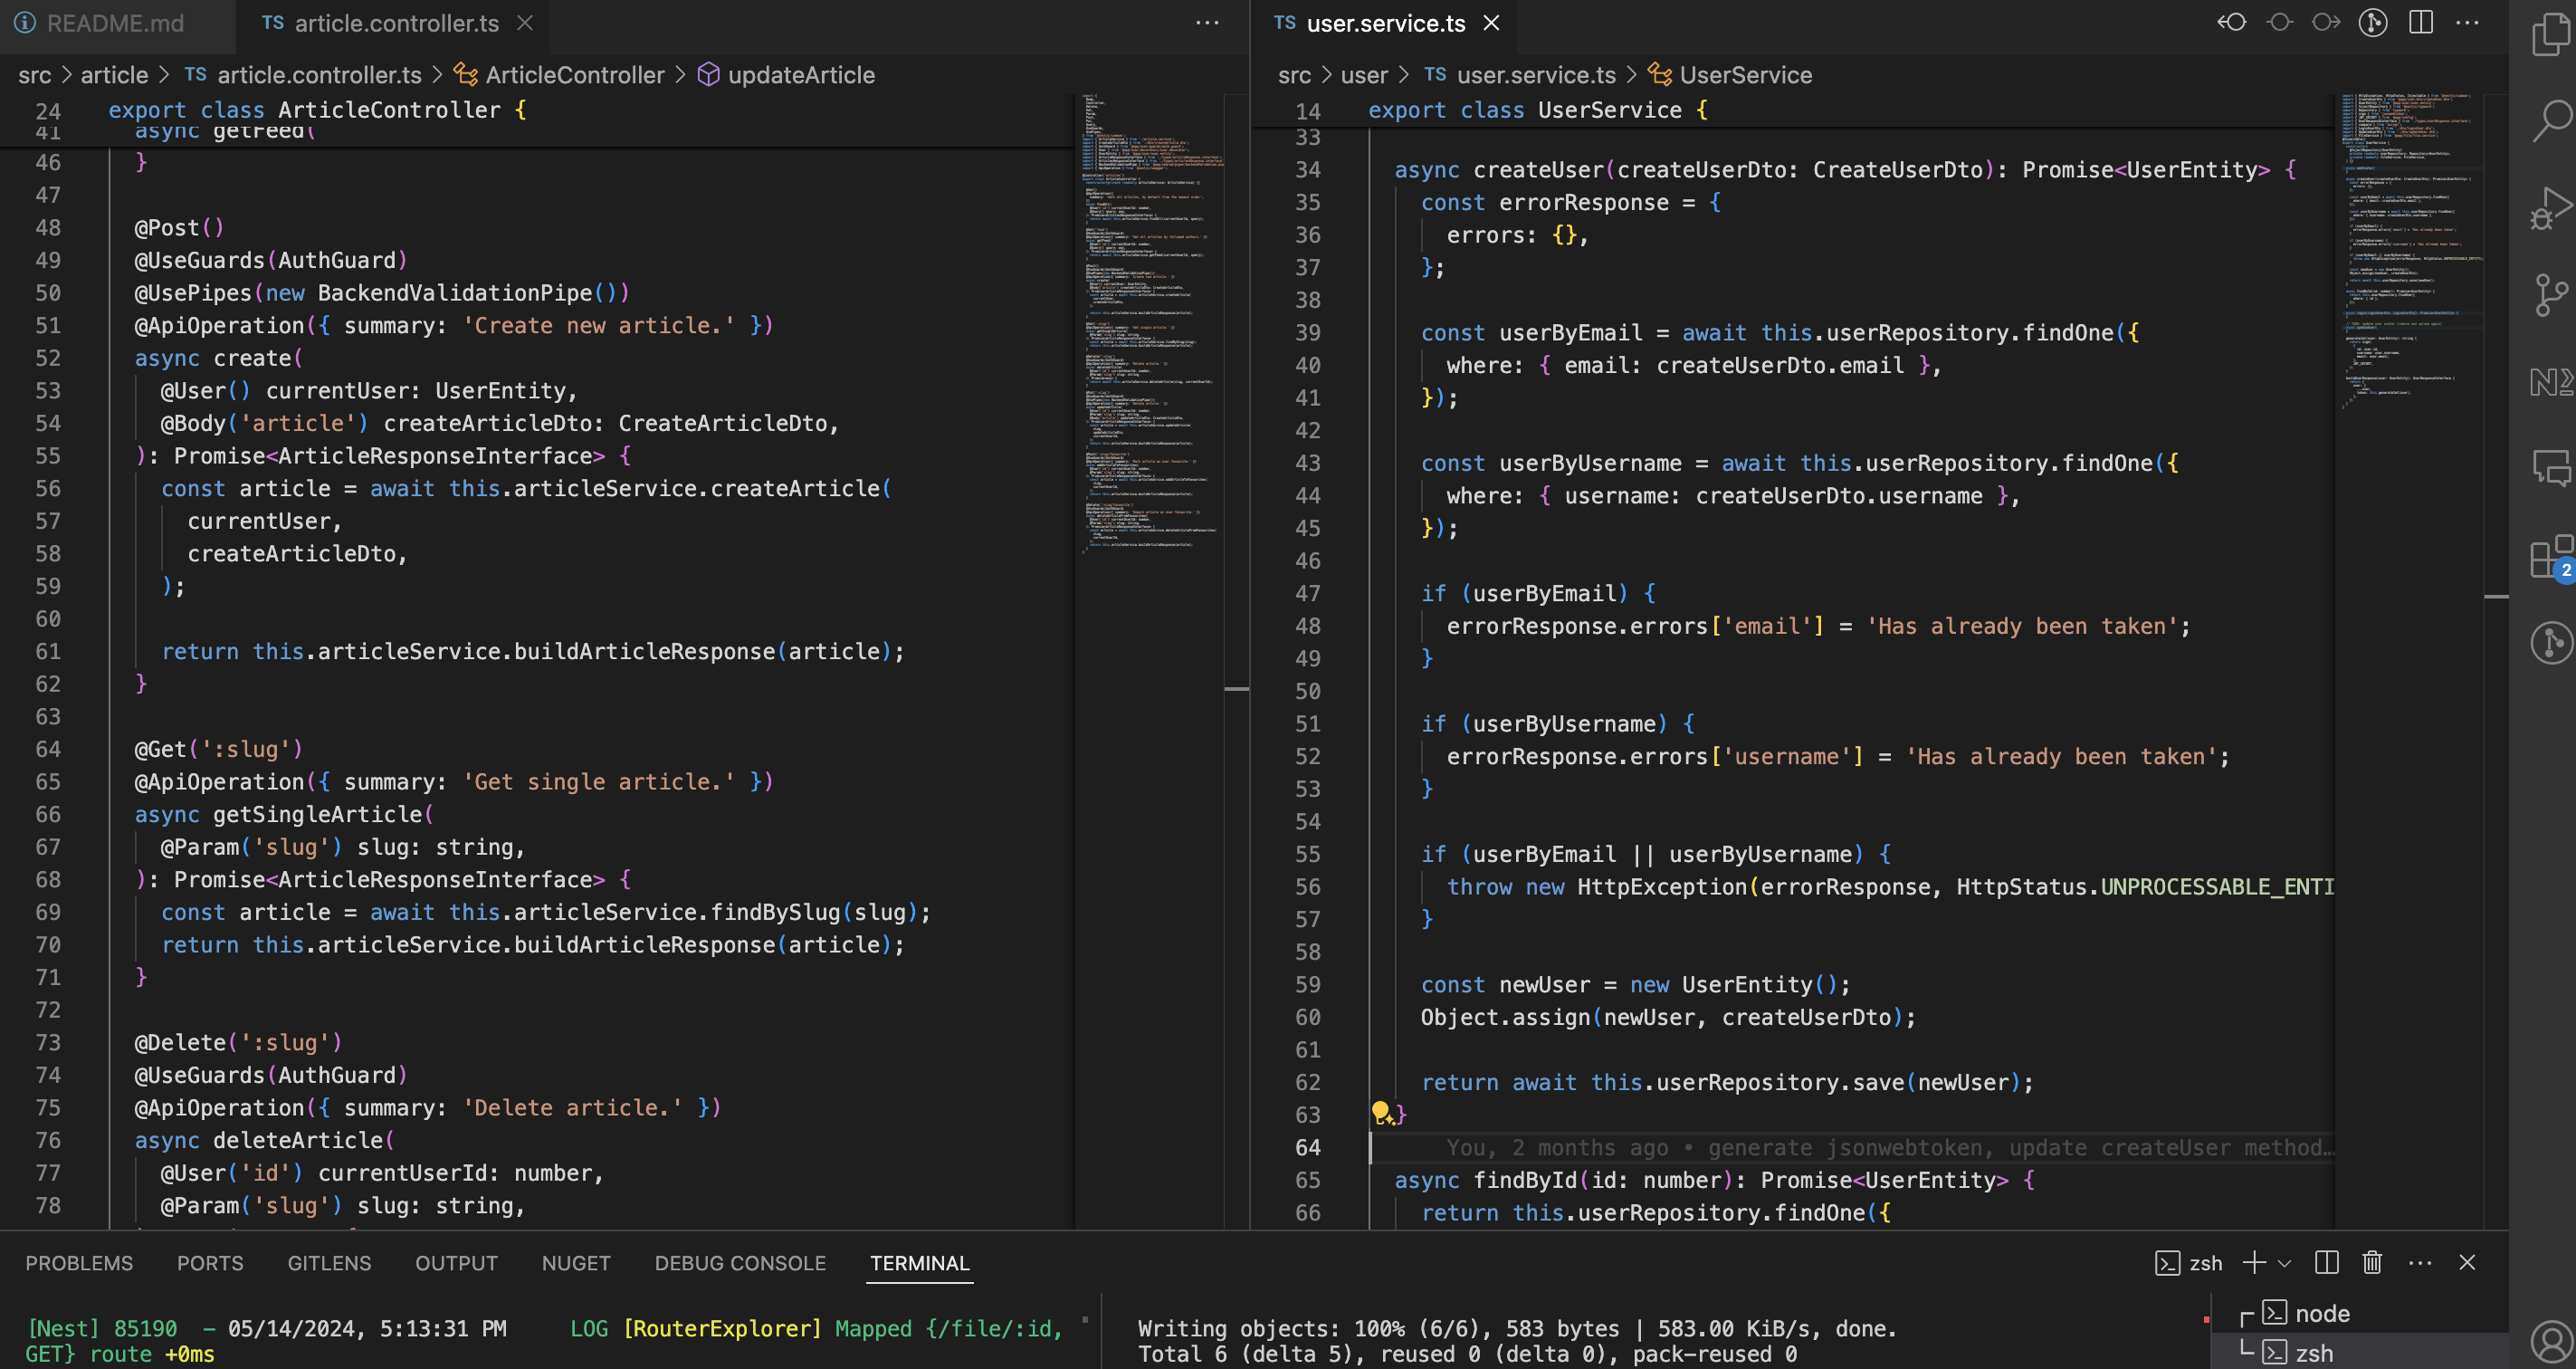 README.md
TS article.controller.ts
src > article > TS article.controller.ts > ArticleController > updateArticle
24 export class ArticleController {
41 async getFeed(
46 }
47
48 @Post()
49 @UseGuards(AuthGuard)
50 @UsePipes(new BackendValidationPipe())
51 @ApiOperation({ summary: 'Create new article.' })
52 async create(
53 @User() currentUser: UserEntity,
54 @Body('article') createArticleDto: CreateArticleDto,
55 ): Promise<ArticleResponseInterface> {
56 const article = await this.articleService.createArticle(
57 currentUser,
58 createArticleDto,
59 );
60
61 return this.articleService.buildArticleResponse(article);
62 }
63
64 @Get(':slug')
65 @ApiOperation({ summary: 'Get single article.' })
66 async getSingleArticle(
67 @Param('slug') slug: string,
68 ): Promise<ArticleResponseInterface> {
69 const article = await this.articleService.findBySlug(slug);
70 return this.articleService.buildArticleResponse(article);
71 }
72
73 @Delete(':slug')
74 @UseGuards(AuthGuard)
75 @ApiOperation({ summary: 'Delete article.' })
76 async deleteArticle(
77 @User('id') currentUserId: number,
78 @Param('slug') slug: string,
TS user.service.ts
src > user > TS user.service.ts > UserService
14 export class UserService {
33
34 async createUser(createUserDto: CreateUserDto): Promise<UserEntity> {
35 const errorResponse = {
36 errors: {},
37 };
38
39 const userByEmail = await this.userRepository.findOne({
40 where: { email: createUserDto.email },
41 });
42
43 const userByUsername = await this.userRepository.findOne({
44 where: { username: createUserDto.username },
45 });
46
47 if (userByEmail) {
48 errorResponse.errors['email'] = 'Has already been taken';
49 }
50
51 if (userByUsername) {
52 errorResponse.errors['username'] = 'Has already been taken';
53 }
54
55 if (userByEmail || userByUsername) {
56 throw new HttpException(errorResponse, HttpStatus.UNPROCESSABLE_ENTI
57 }
58
59 const newUser = new UserEntity();
60 Object.assign(newUser, createUserDto);
61
62 return await this.userRepository.save(newUser);
63 }
64 You, 2 months ago • generate jsonwebtoken, update createUser method…
65 async findById(id: number): Promise<UserEntity> {
66 return this.userRepository.findOne({
2
PROBLEMS PORTS GITLENS OUTPUT NUGET DEBUG CONSOLE TERMINAL
zsh
[Nest] 85190 - 05/14/2024, 5:13:31 PM LOG [RouterExplorer] Mapped {/file/:id,
GET} route +0ms
Writing objects: 100% (6/6), 583 bytes | 583.00 KiB/s, done.
Total 6 (delta 5), reused 0 (delta 0), pack-reused 0
node
zsh